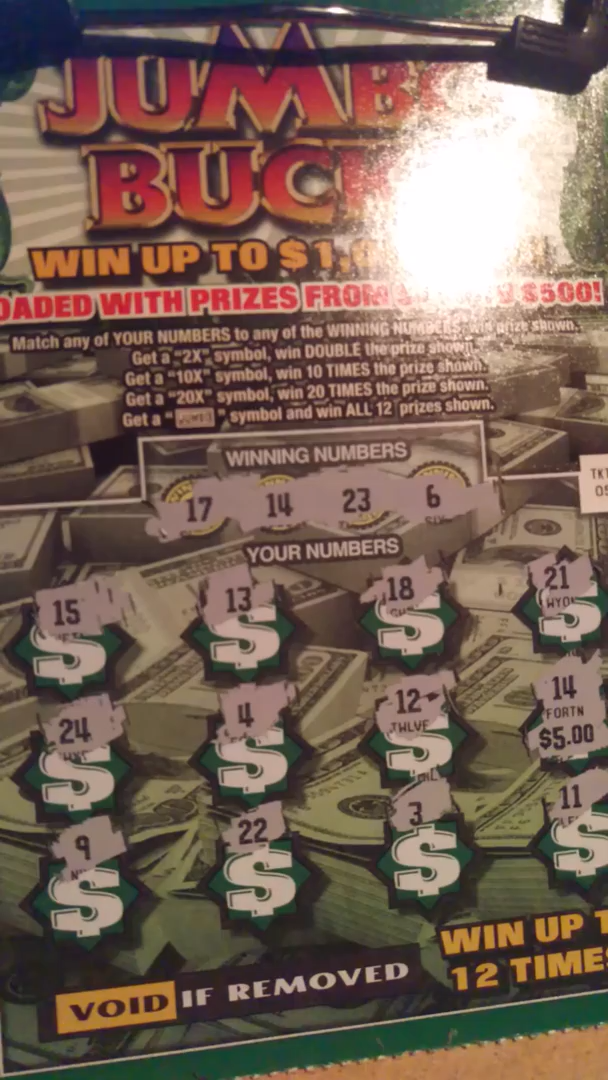 JUMB
BUC
WIN UP TO $1,0
OADED WITH PRIZES FROM $500!
Match any of YOUR NUMBERS to any of the WINNING NUMBERS, win prize shown.
Get a "2X" symbol, win DOUBLE the prize shown.
Get a "10X" symbol, win 10 TIMES the prize shown.
Get a "20X" symbol, win 20 TIMES the prize shown.
Get a "JUMBO" symbol and win ALL 12 prizes shown.
WINNING NUMBERS
TKT
17 14 23 6
YOUR NUMBERS
15 13 18 21
$ $ $ $
24 4 12 14
TWLVE FORTN
$ $ $ $5.00
9 22 3 11
$ $ $ $
WIN UP T
12 TIMES
VOID IF REMOVED